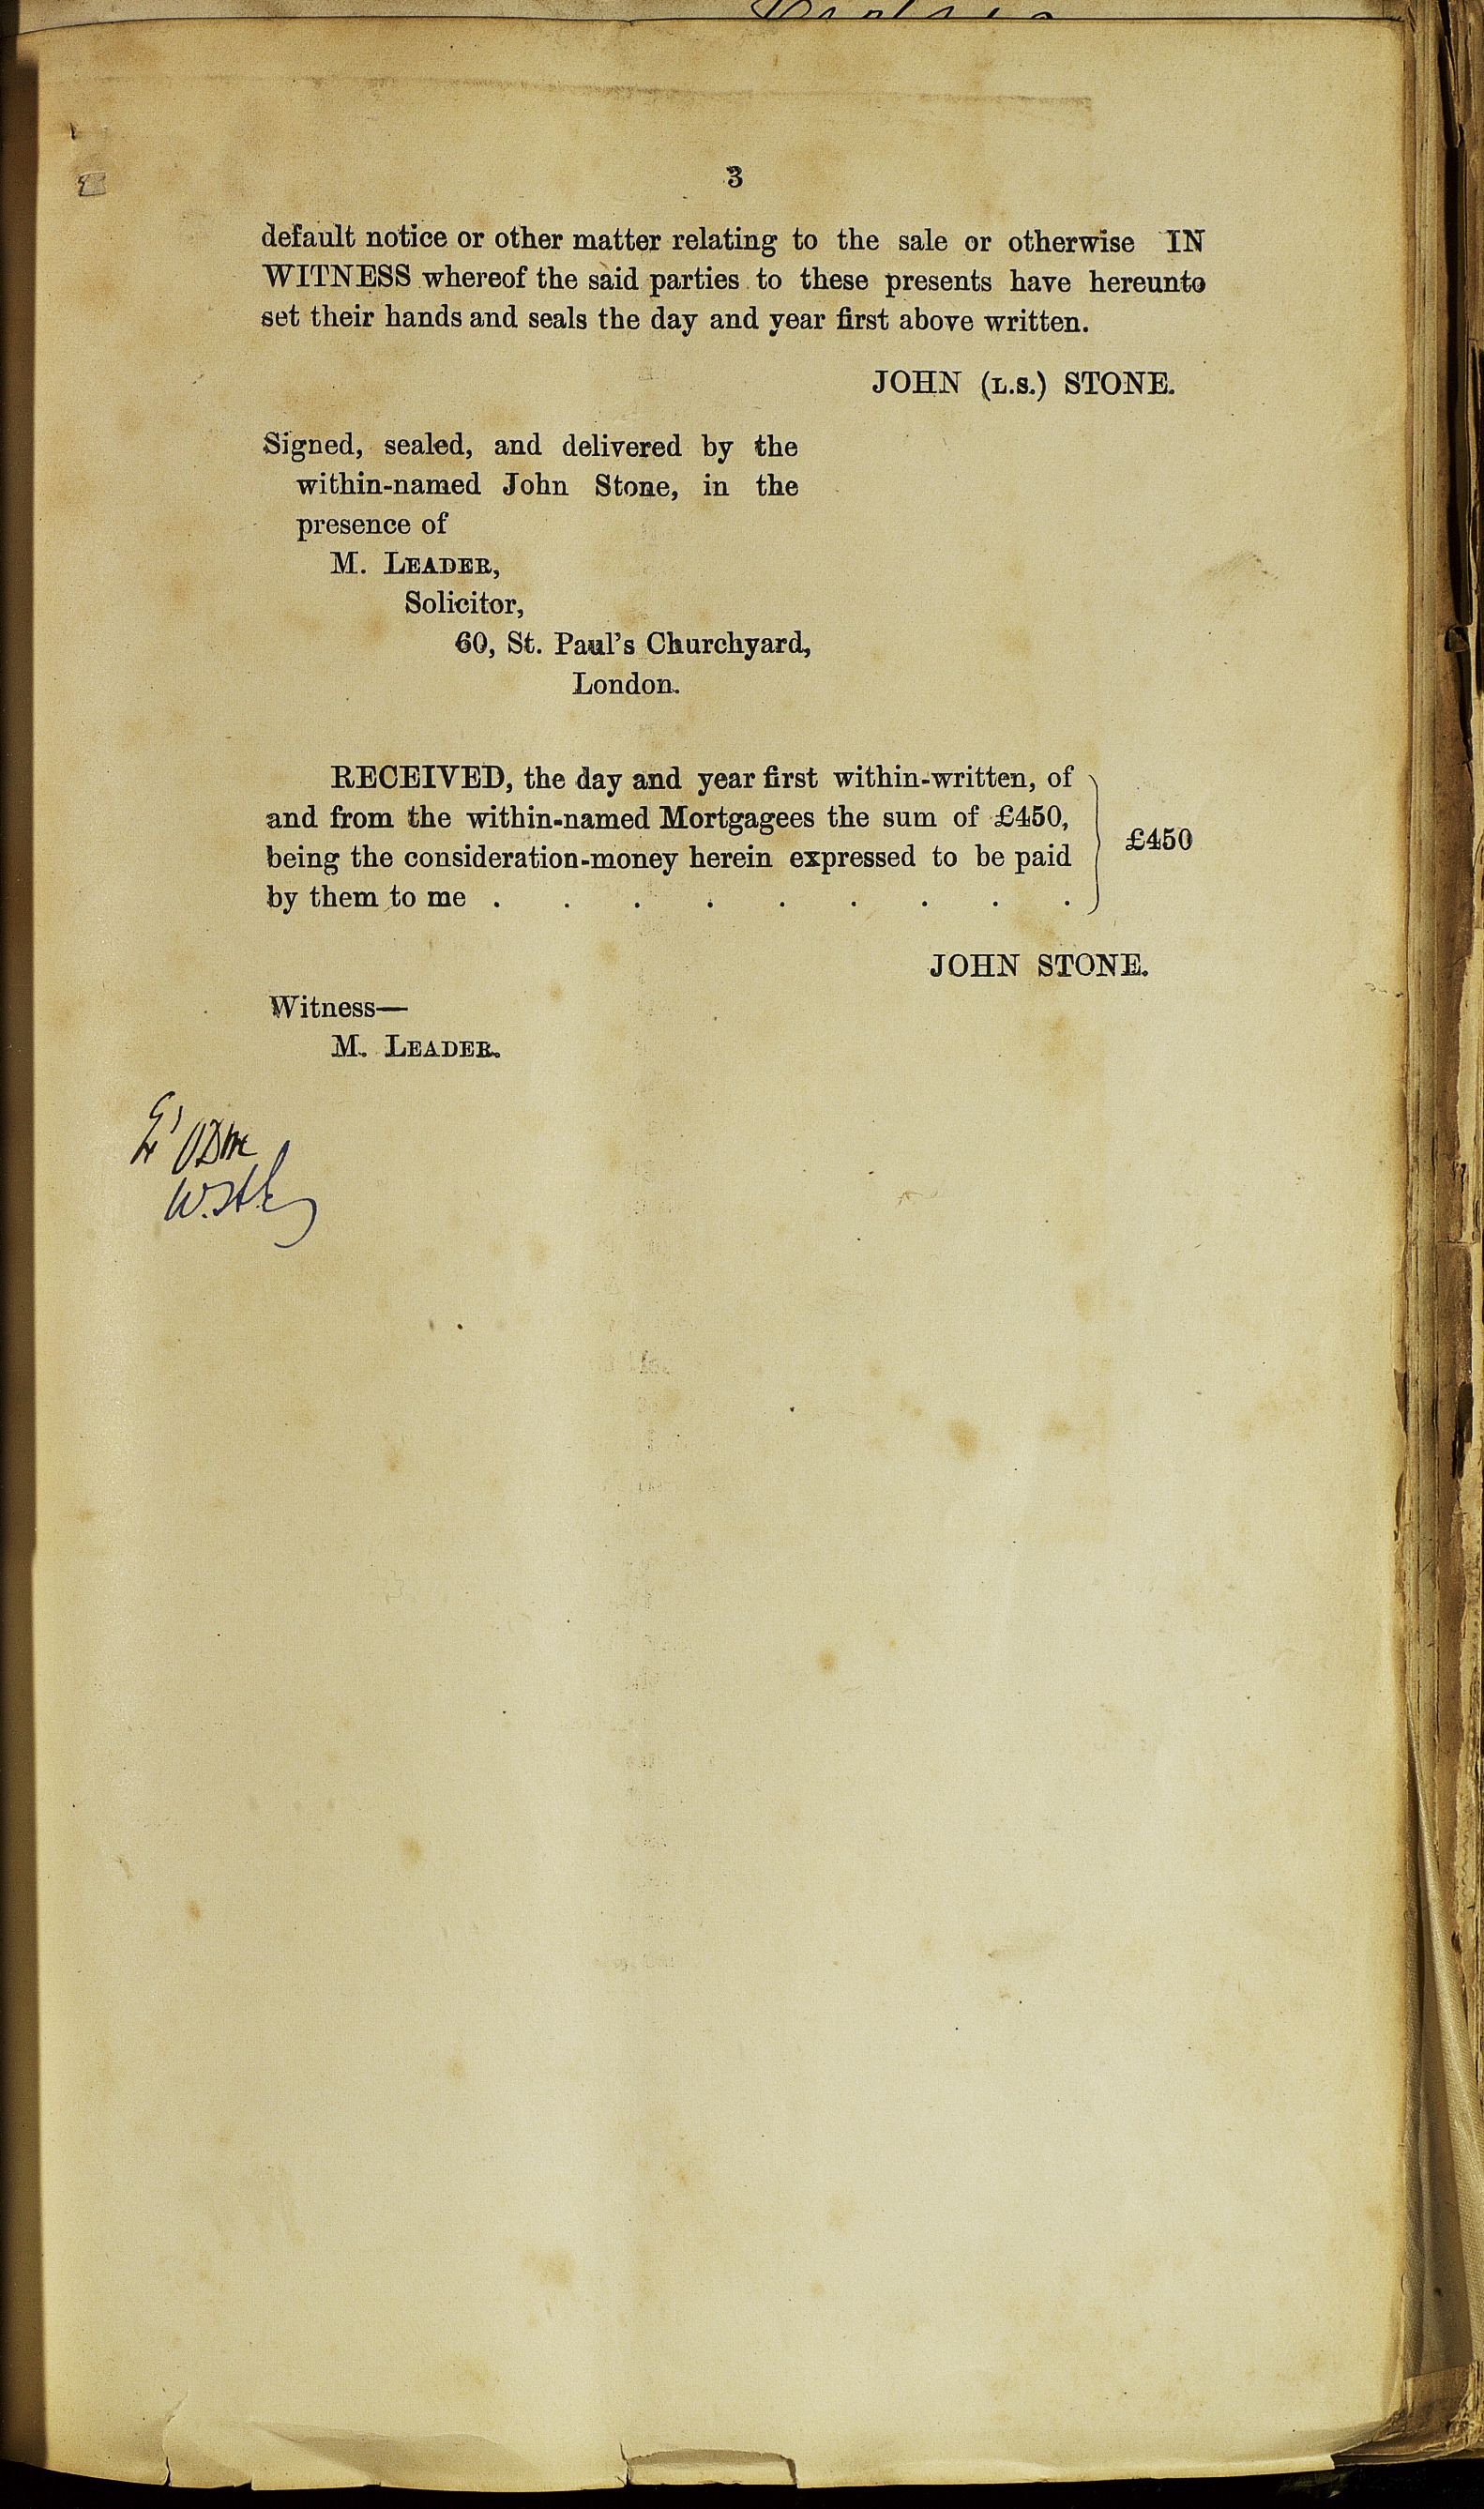 3
default notice or other matter relating to the sale or otherwise IN
WITNESS whereof the said parties to these presents have hereunto
set their hands and seals the day and year first above written.
JOHN (L.S.) STONE.
Signed, sealed, and delivered by the
within-named John Stone, in the
presence of
M. LEADER,
Solicitor,
60, St. Paul's Churchyard,
London.
RECEIVED, the day and year first within-written, of
and from the within-named Mortgagees the sum of £450,
being the consideration-money herein expressed to be paid
by them to me . . . . . . . . .
£450
JOHN STONE.
Witness—
M. LEADER.